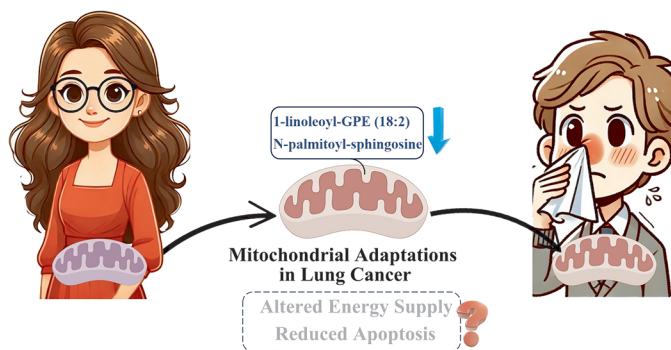 1-linoleoyl-GPE (18:2)
N-palmitoyl-sphingosine
Mitochondrial Adaptations
in Lung Cancer
Altered Energy Supply
Reduced Apoptosis
?